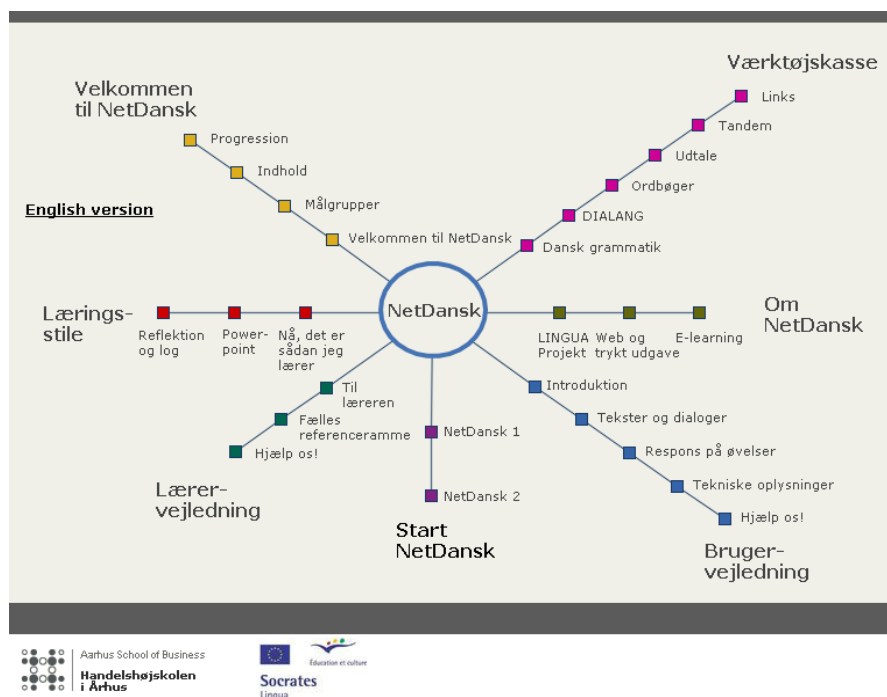 Velkommen
til NetDansk
Progression
Indhold
Målgrupper
Velkommen til NetDansk
Værktøjskasse
Links
Tandem
Udtale
Ordbøger
DIALANG
Dansk grammatik
English version
NetDansk
Lærings-
stile
Reflektion
og log
Power-
point
Nå, det er
sådan jeg
lærer
LINGUA
Projekt
Web og
trykt udgave
E-learning
Om
NetDansk
Til
læreren
Fælles
referenceramme
Hjælp os!
Lærer-
vejledning
NetDansk 1
NetDansk 2
Start
NetDansk
Introduktion
Tekster og dialoger
Respons på øvelser
Tekniske oplysninger
Hjælp os!
Bruger-
vejledning
Aarhus School of Business
Handelshøjskolen
i Århus
Education et culture
Socrates
Lingua